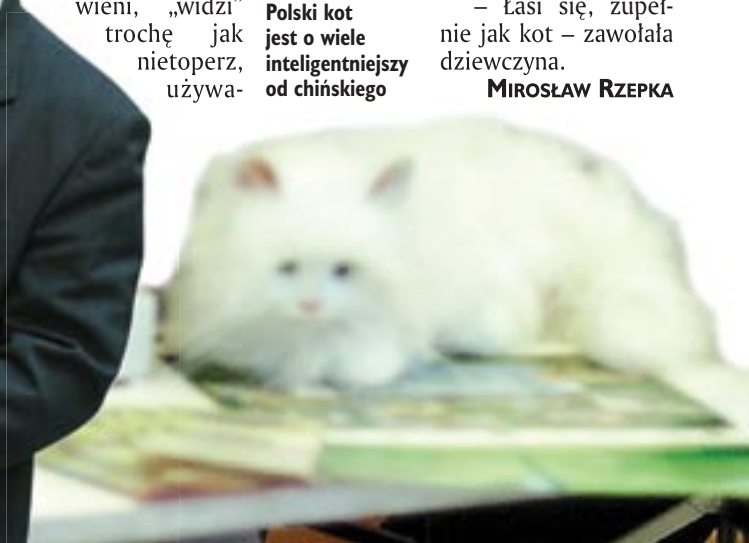 wieni, „widzi”
trochę jak
nietoperz,
używa-
Polski kot
jest o wiele
inteligentniejszy
od chińskiego
– Łasi się, zupeł-
nie jak kot – zawołała
dziewczyna.
MIROSŁAW RZEPKA